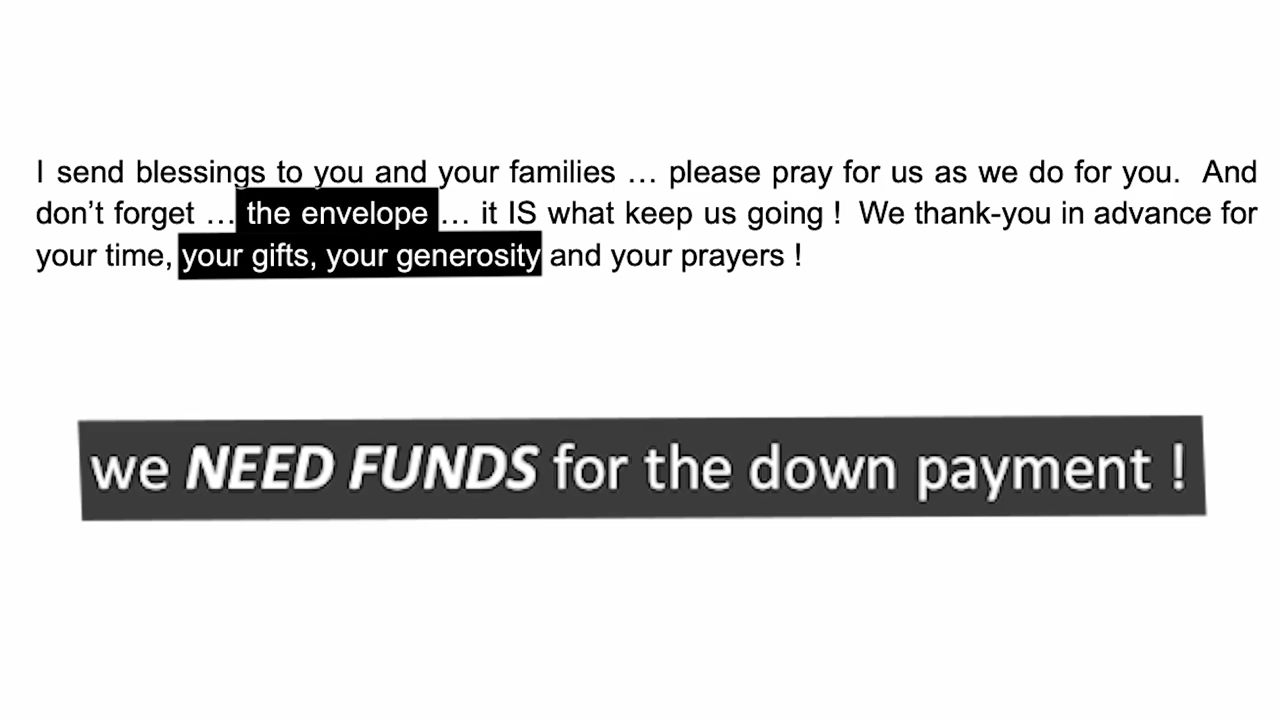 I send blessings to you and your families … please pray for us as we do for you. And
don’t forget … the envelope … it IS what keep us going ! We thank-you in advance for
your time, your gifts, your generosity and your prayers !
we NEED FUNDS for the down payment !